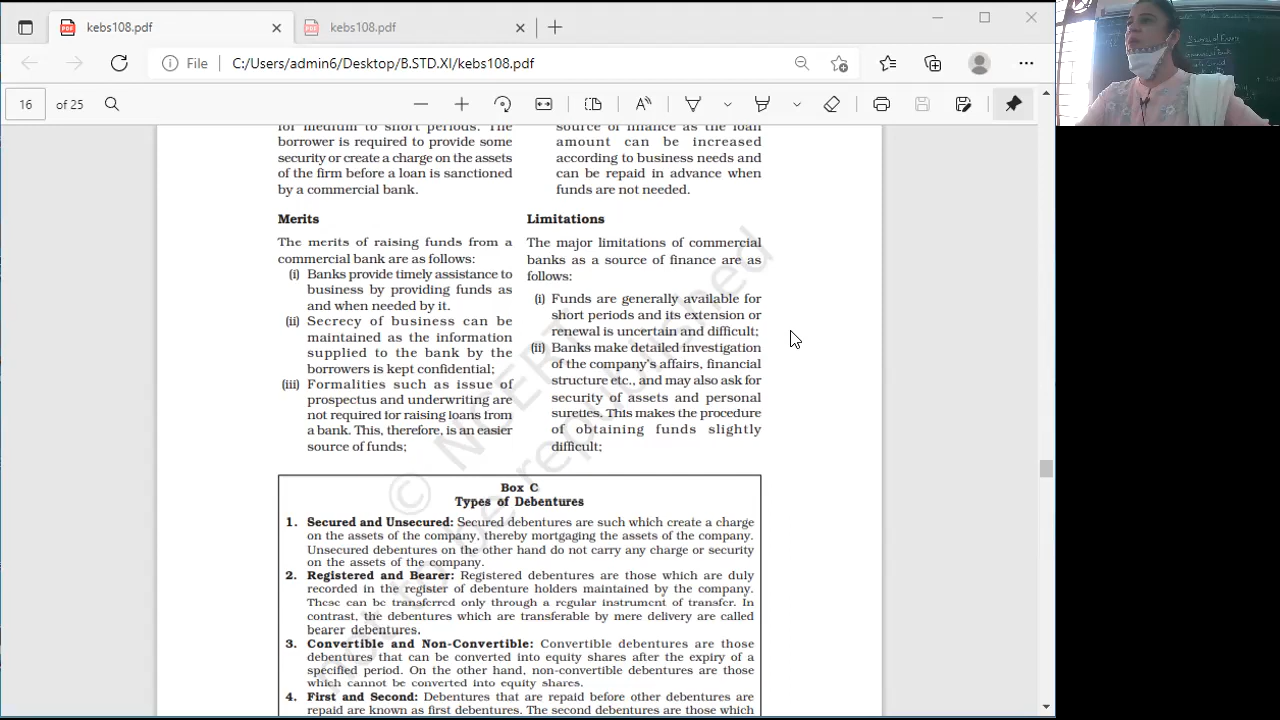 kebs108.pdf
kebs108.pdf
File
C:/Users/admin6/Desktop/B.STD.XI/kebs108.pdf
16 of 25
for medium to short periods. The
borrower is required to provide some
security or create a charge on the assets
of the firm before a loan is sanctioned
by a commercial bank.
Merits
The merits of raising funds from a
commercial bank are as follows:
(i) Banks provide timely assistance to
business by providing funds as
and when needed by it.
(ii) Secrecy of business can be
maintained as the information
supplied to the bank by the
borrowers is kept confidential;
(iii) Formalities such as issue of
prospectus and underwriting are
not required for raising loans from
a bank. This, therefore, is an easier
source of funds;
source of finance as the loan
amount can be increased
according to business needs and
can be repaid in advance when
funds are not needed.
Limitations
The major limitations of commercial
banks as a source of finance are as
follows:
(i) Funds are generally available for
short periods and its extension or
renewal is uncertain and difficult;
(ii) Banks make detailed investigation
of the company's affairs, financial
structure etc., and may also ask for
security of assets and personal
sureties. This makes the procedure
of obtaining funds slightly
difficult;
Box C
Types of Debentures
1. Secured and Unsecured: Secured debentures are such which create a charge
on the assets of the company, thereby mortgaging the assets of the company.
Unsecured debentures on the other hand do not carry any charge or security
on the assets of the company.
2. Registered and Bearer: Registered debentures are those which are duly
recorded in the register of debenture holders maintained by the company.
These can be transferred only through a regular instrument of transfer. In
contrast, the debentures which are transferable by mere delivery are called
bearer debentures.
3. Convertible and Non-Convertible: Convertible debentures are those
debentures that can be converted into equity shares after the expiry of a
specified period. On the other hand, non-convertible debentures are those
which cannot be converted into equity shares.
4. First and Second: Debentures that are repaid before other debentures are
repaid are known as first debentures. The second debentures are those which
© NCERT
not to be republished